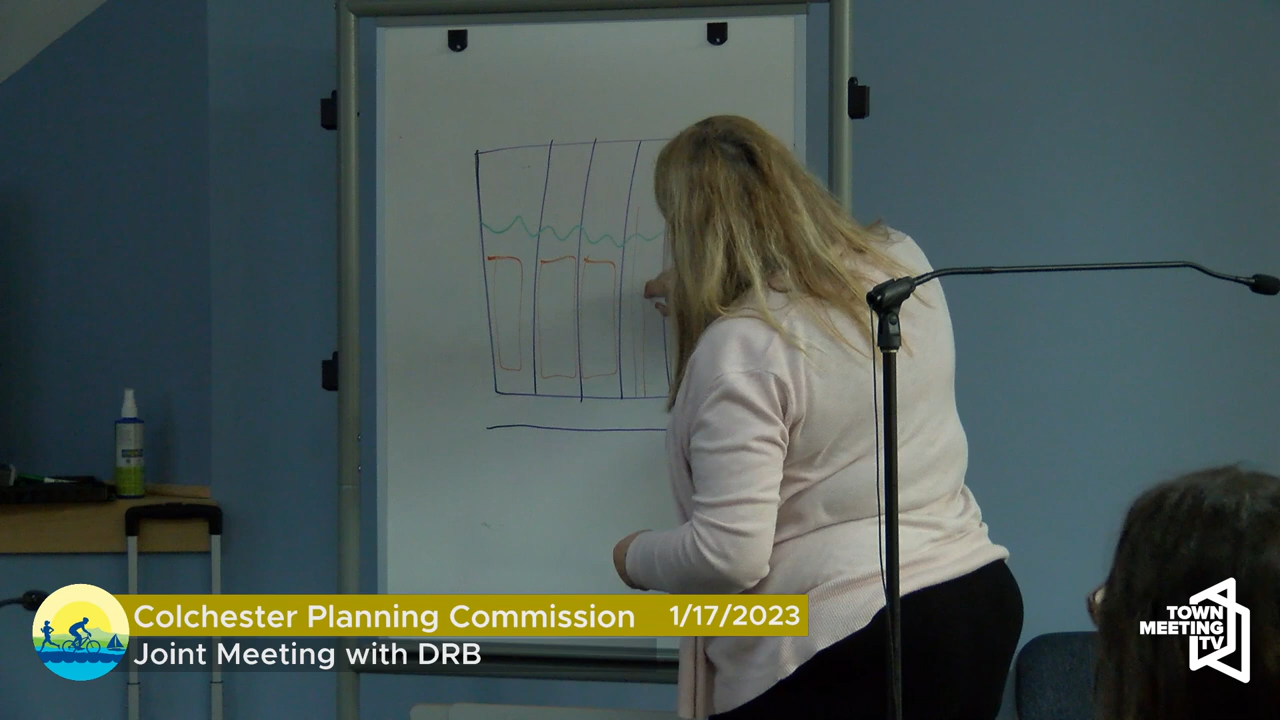 Colchester Planning Commission 1/17/2023
Joint Meeting with DRB
TOWN
MEETING
TV